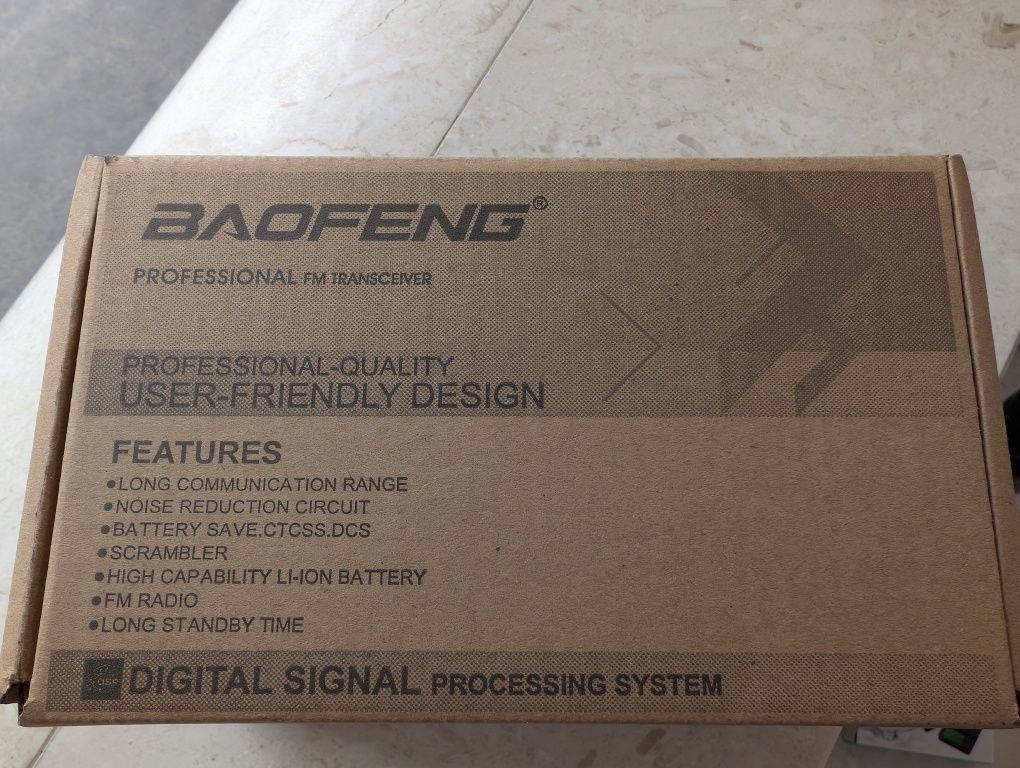 BAOFENG®
PROFESSIONAL FM TRANSCEIVER
PROFESSIONAL-QUALITY
USER-FRIENDLY DESIGN
FEATURES
•LONG COMMUNICATION RANGE
•NOISE REDUCTION CIRCUIT
•BATTERY SAVE.CTCSS.DCS
•SCRAMBLER
•HIGH CAPABILITY LI-ION BATTERY
•FM RADIO
•LONG STANDBY TIME
DSP DIGITAL SIGNAL PROCESSING SYSTEM